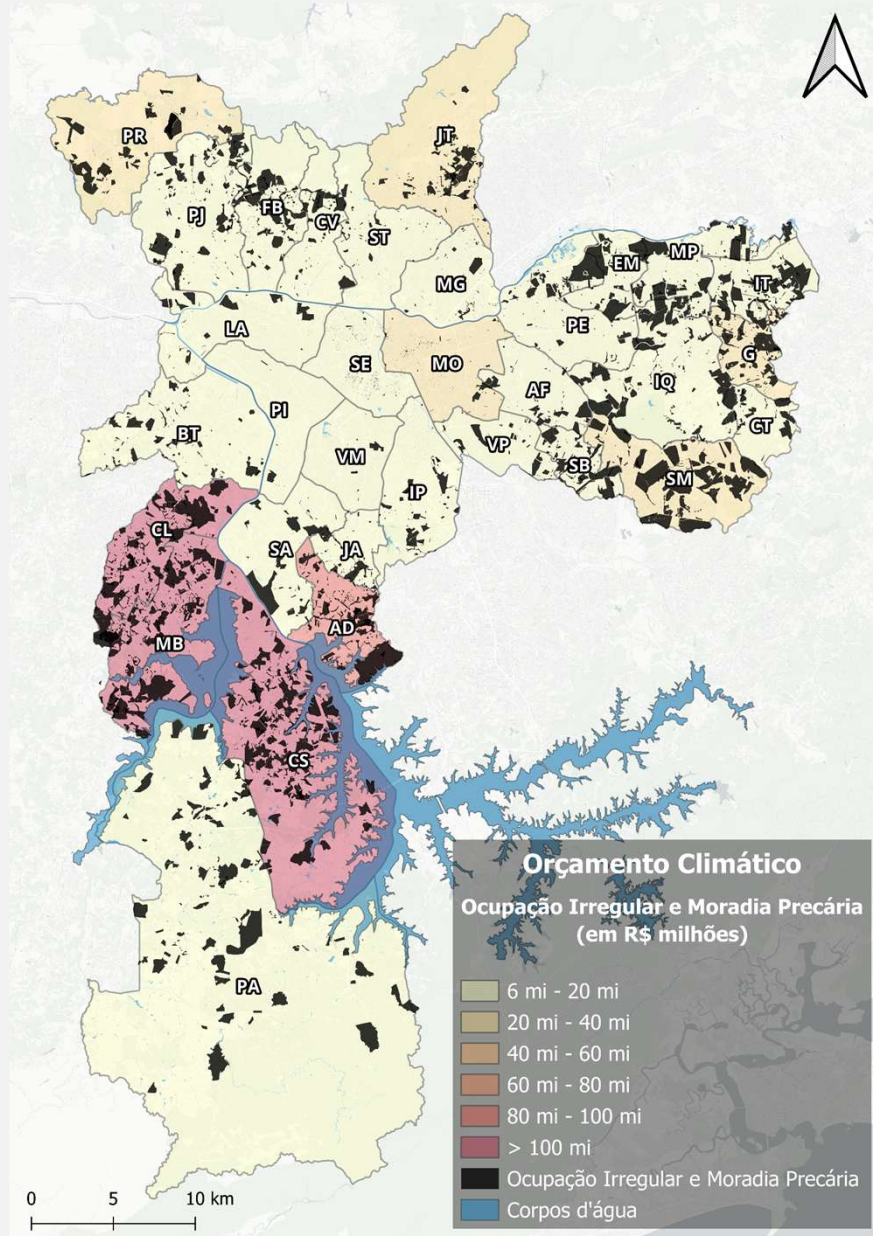 PR
JT
PJ
FB
CV
ST
MG
EM
MP
IT
LA
SE
MO
PE
G
AF
IQ
CT
PI
BT
VM
VP
SB
SM
IP
CL
SA
JA
AD
MB
CS
PA
Orçamento Climático
Ocupação Irregular e Moradia Precária
(em R$ milhões)
6 mi - 20 mi
20 mi - 40 mi
40 mi - 60 mi
60 mi - 80 mi
80 mi - 100 mi
> 100 mi
Ocupação Irregular e Moradia Precária
Corpos d'água
0 5 10 km